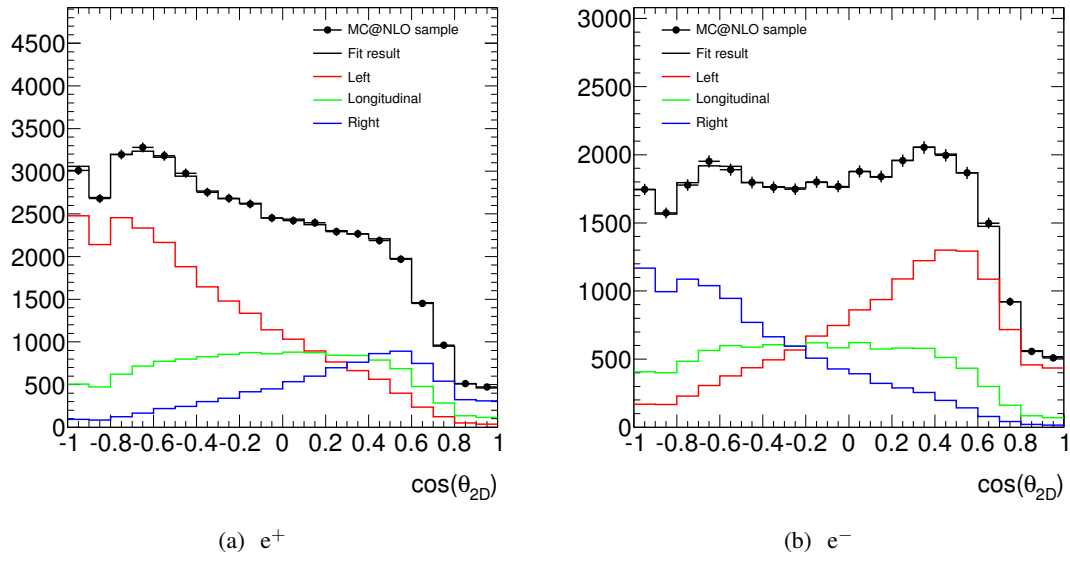 4500
4000
3500
3000
2500
2000
1500
1000
500
0
-1 -0.8 -0.6 -0.4 -0.2 0 0.2 0.4 0.6 0.8 1
cos(θ2D)
MC@NLO sample
Fit result
Left
Longitudinal
Right
(a) e+
3000
2500
2000
1500
1000
500
0
-1 -0.8 -0.6 -0.4 -0.2 0 0.2 0.4 0.6 0.8 1
cos(θ2D)
MC@NLO sample
Fit result
Left
Longitudinal
Right
(b) e−